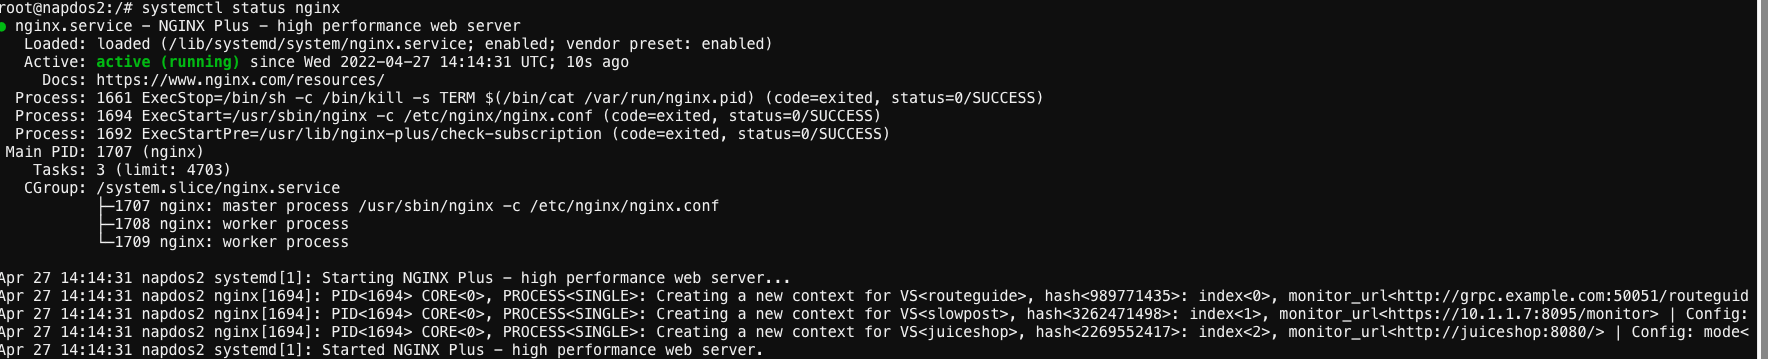 root@napdos2:/# systemctl status nginx
● nginx.service - NGINX Plus - high performance web server
Loaded: loaded (/lib/systemd/system/nginx.service; enabled; vendor preset: enabled)
Active: active (running) since Wed 2022-04-27 14:14:31 UTC; 10s ago
Docs: https://www.nginx.com/resources/
Process: 1661 ExecStop=/bin/sh -c /bin/kill -s TERM $(/bin/cat /var/run/nginx.pid) (code=exited, status=0/SUCCESS)
Process: 1694 ExecStart=/usr/sbin/nginx -c /etc/nginx/nginx.conf (code=exited, status=0/SUCCESS)
Process: 1692 ExecStartPre=/usr/lib/nginx-plus/check-subscription (code=exited, status=0/SUCCESS)
Main PID: 1707 (nginx)
Tasks: 3 (limit: 4703)
CGroup: /system.slice/nginx.service
├─1707 nginx: master process /usr/sbin/nginx -c /etc/nginx/nginx.conf
├─1708 nginx: worker process
└─1709 nginx: worker process
Apr 27 14:14:31 napdos2 systemd[1]: Starting NGINX Plus - high performance web server...
Apr 27 14:14:31 napdos2 nginx[1694]: PID<1694> CORE<0>, PROCESS<SINGLE>: Creating a new context for VS<routeguide>, hash<989771435>: index<0>, monitor_url<http://grpc.example.com:50051/routeguid
Apr 27 14:14:31 napdos2 nginx[1694]: PID<1694> CORE<0>, PROCESS<SINGLE>: Creating a new context for VS<slowpost>, hash<3262471498>: index<1>, monitor_url<https://10.1.1.7:8095/monitor> | Config:
Apr 27 14:14:31 napdos2 nginx[1694]: PID<1694> CORE<0>, PROCESS<SINGLE>: Creating a new context for VS<juiceshop>, hash<2269552417>: index<2>, monitor_url<http://juiceshop:8080/> | Config: mode<
Apr 27 14:14:31 napdos2 systemd[1]: Started NGINX Plus - high performance web server.